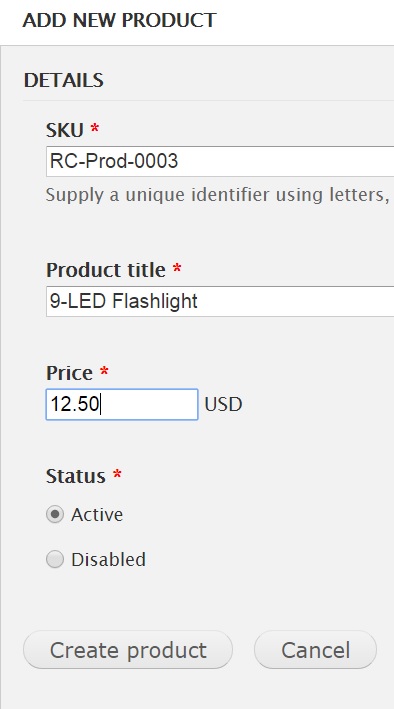 ADD NEW PRODUCT
DETAILS
SKU *
RC-Prod-0003
Supply a unique identifier using letters,
Product title *
9-LED Flashlight
Price *
12.50 USD
Status *
Active
Disabled
Create product Cancel